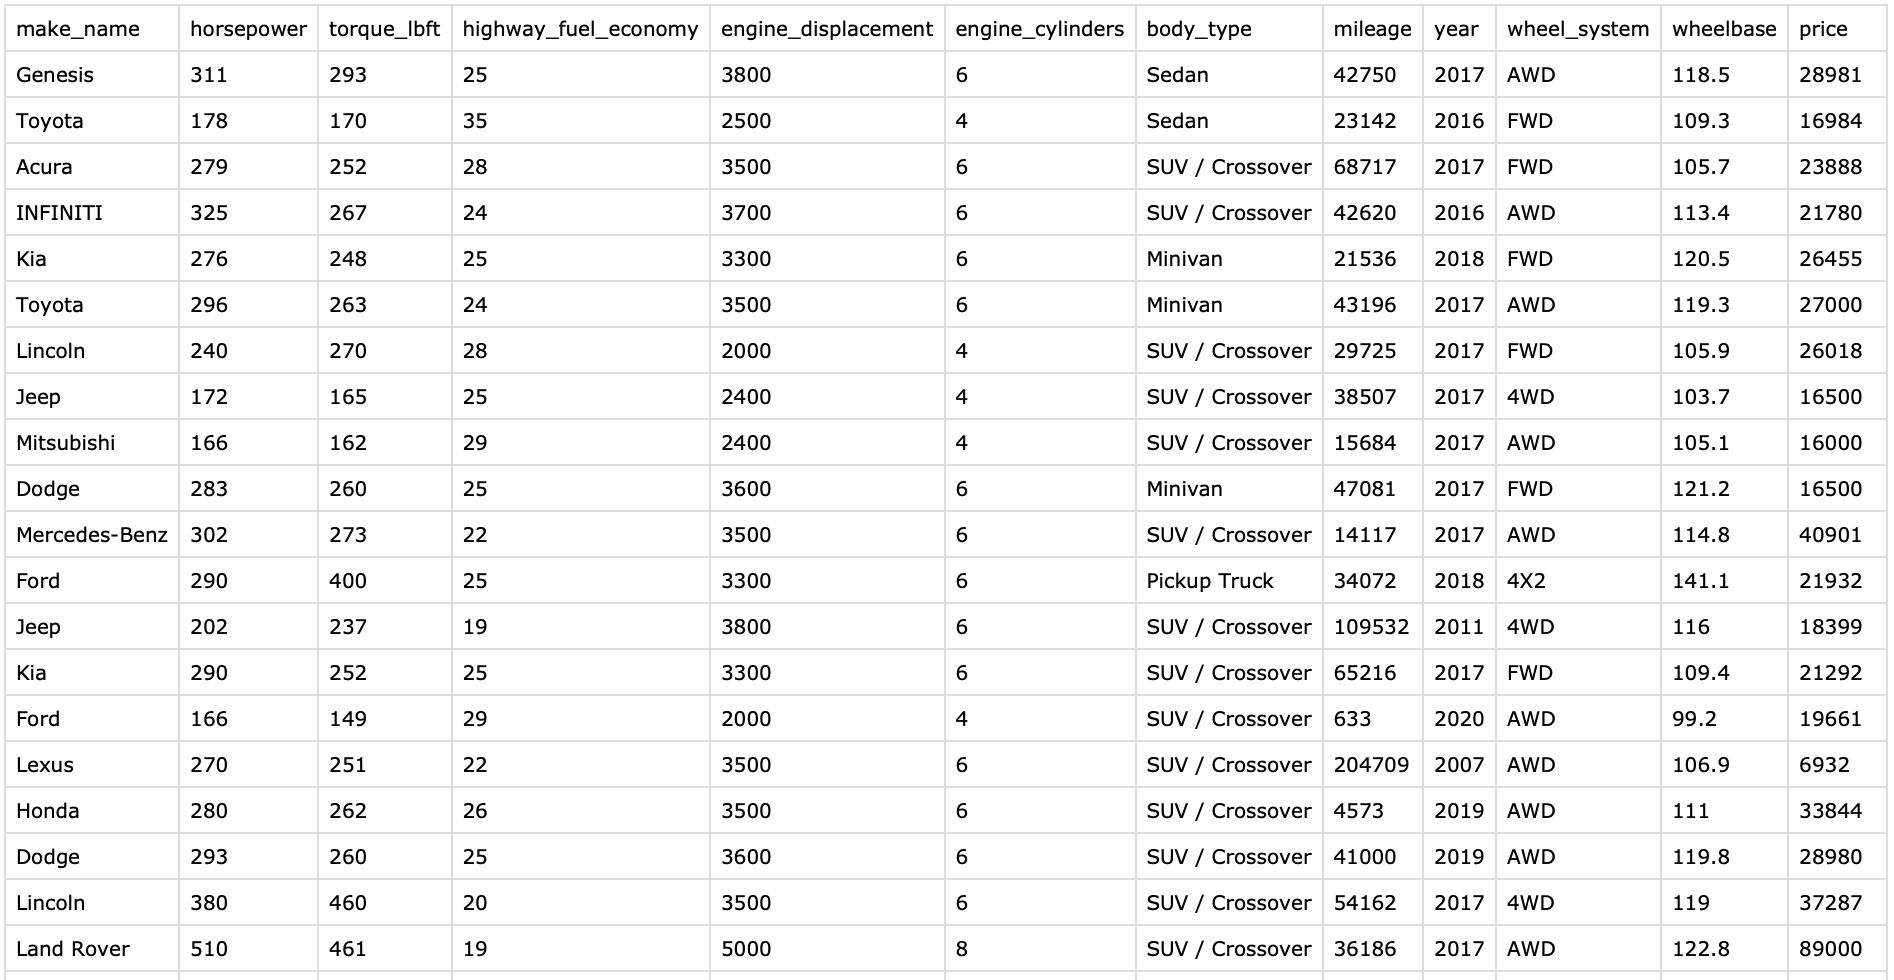 make_name horsepower torque_lbft highway_fuel_economy engine_displacement engine_cylinders body_type mileage year wheel_system wheelbase price
Genesis 311 293 25 3800 6 Sedan 42750 2017 AWD 118.5 28981
Toyota 178 170 35 2500 4 Sedan 23142 2016 FWD 109.3 16984
Acura 279 252 28 3500 6 SUV / Crossover 68717 2017 FWD 105.7 23888
INFINITI 325 267 24 3700 6 SUV / Crossover 42620 2016 AWD 113.4 21780
Kia 276 248 25 3300 6 Minivan 21536 2018 FWD 120.5 26455
Toyota 296 263 24 3500 6 Minivan 43196 2017 AWD 119.3 27000
Lincoln 240 270 28 2000 4 SUV / Crossover 29725 2017 FWD 105.9 26018
Jeep 172 165 25 2400 4 SUV / Crossover 38507 2017 4WD 103.7 16500
Mitsubishi 166 162 29 2400 4 SUV / Crossover 15684 2017 AWD 105.1 16000
Dodge 283 260 25 3600 6 Minivan 47081 2017 FWD 121.2 16500
Mercedes-Benz 302 273 22 3500 6 SUV / Crossover 14117 2017 AWD 114.8 40901
Ford 290 400 25 3300 6 Pickup Truck 34072 2018 4X2 141.1 21932
Jeep 202 237 19 3800 6 SUV / Crossover 109532 2011 4WD 116 18399
Kia 290 252 25 3300 6 SUV / Crossover 65216 2017 FWD 109.4 21292
Ford 166 149 29 2000 4 SUV / Crossover 633 2020 AWD 99.2 19661
Lexus 270 251 22 3500 6 SUV / Crossover 204709 2007 AWD 106.9 6932
Honda 280 262 26 3500 6 SUV / Crossover 4573 2019 AWD 111 33844
Dodge 293 260 25 3600 6 SUV / Crossover 41000 2019 AWD 119.8 28980
Lincoln 380 460 20 3500 6 SUV / Crossover 54162 2017 4WD 119 37287
Land Rover 510 461 19 5000 8 SUV / Crossover 36186 2017 AWD 122.8 89000